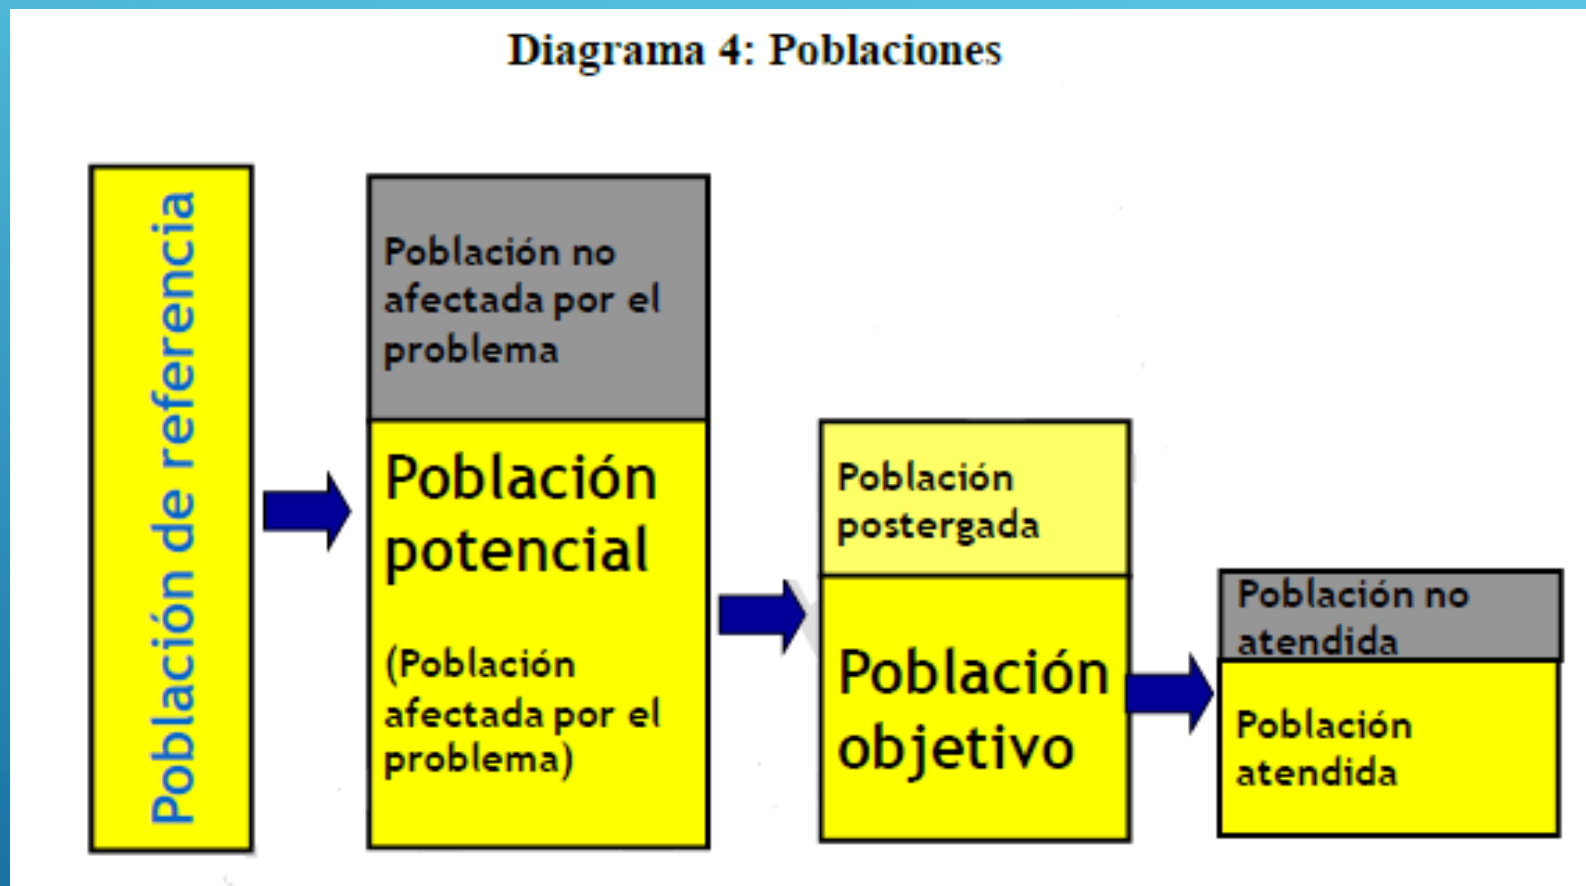 Diagrama 4: Poblaciones
Población de referencia
Población no
afectada por el
problema
Población
potencial
(Población
afectada por el
problema)
Población
postergada
Población
objetivo
Población no
atendida
Población
atendida